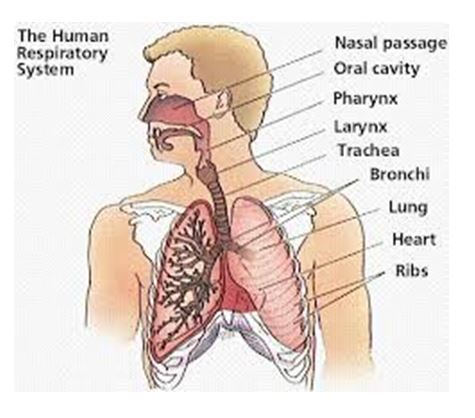 The Human
Respiratory
System
Nasal passage
Oral cavity
Pharynx
Larynx
Trachea
Bronchi
Lung
Heart
Ribs